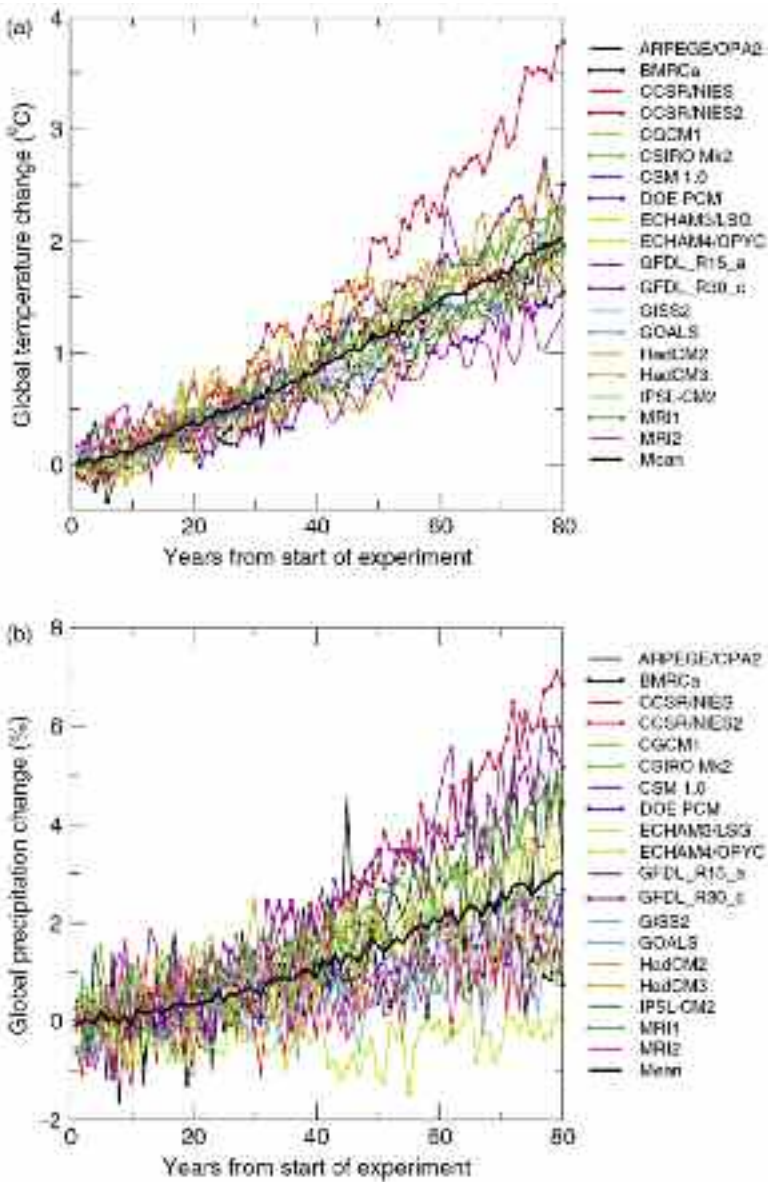 (a)
4
3
2
1
0
Global temperature change (°C)
0 20 40 60 80
Years from start of experiment
ARPEGE/OPA2
BMRCa
CCSR/NIES
CCSR/NIES2
CGCM1
CSIRO Mk2
CSM 1.0
DOE PCM
ECHAM3/LSG
ECHAM4/OPYC
GFDL_R15_a
GFDL_R30_c
GISS2
GOALS
HadCM2
HadCM3
IPSL-CM2
MRI1
MRI2
Mean
(b)
8
6
4
2
0
-2
Global precipitation change (%)
0 20 40 60 80
Years from start of experiment
ARPEGE/OPA2
BMRCa
CCSR/NIES
CCSR/NIES2
CGCM1
CSIRO Mk2
CSM 1.0
DOE PCM
ECHAM3/LSG
ECHAM4/OPYC
GFDL_R15_a
GFDL_R30_c
GISS2
GOALS
HadCM2
HadCM3
IPSL-CM2
MRI1
MRI2
Mean